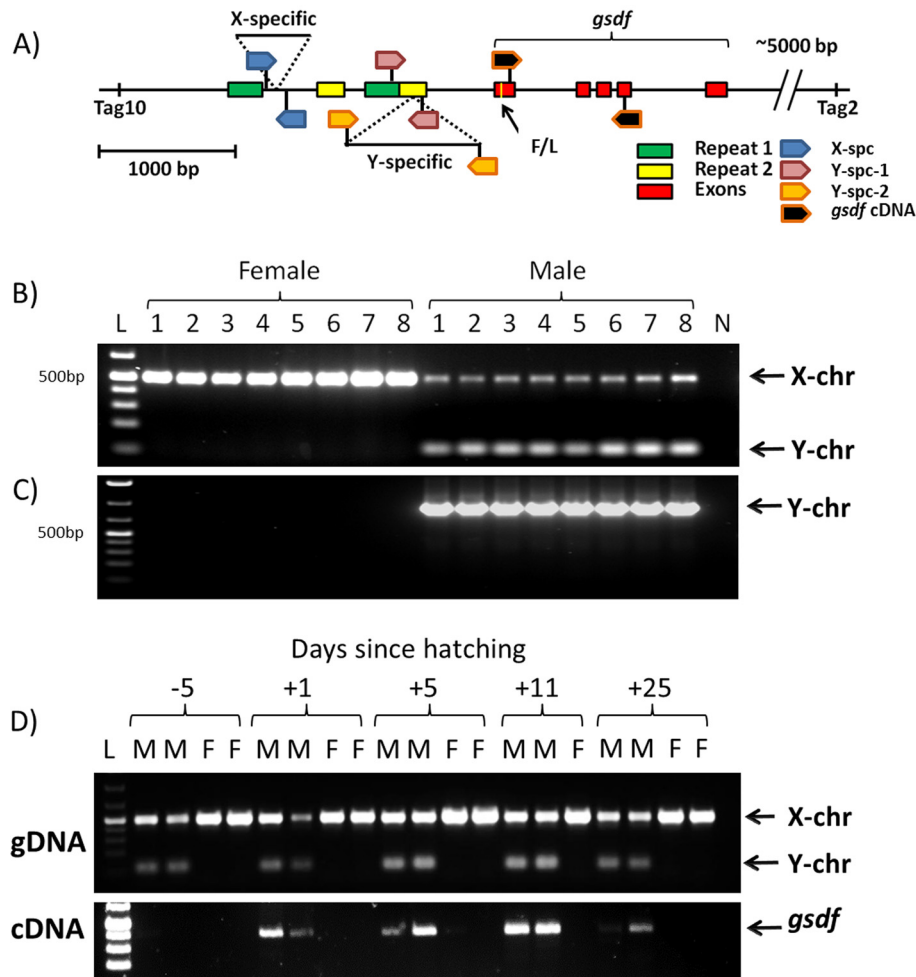 A)
X-specific
gsdf
~5000 bp
Tag10
Tag2
F/L
Y-specific
1000 bp
Repeat 1
Repeat 2
Exons
X-spc
Y-spc-1
Y-spc-2
gsdf cDNA
B)
Female
Male
L 1 2 3 4 5 6 7 8 1 2 3 4 5 6 7 8 N
500bp
X-chr
Y-chr
C)
500bp
Y-chr
Days since hatching
-5 +1 +5 +11 +25
D)
L M M F F M M F F M M F F M M F M M F F
gDNA
X-chr
Y-chr
cDNA
gsdf